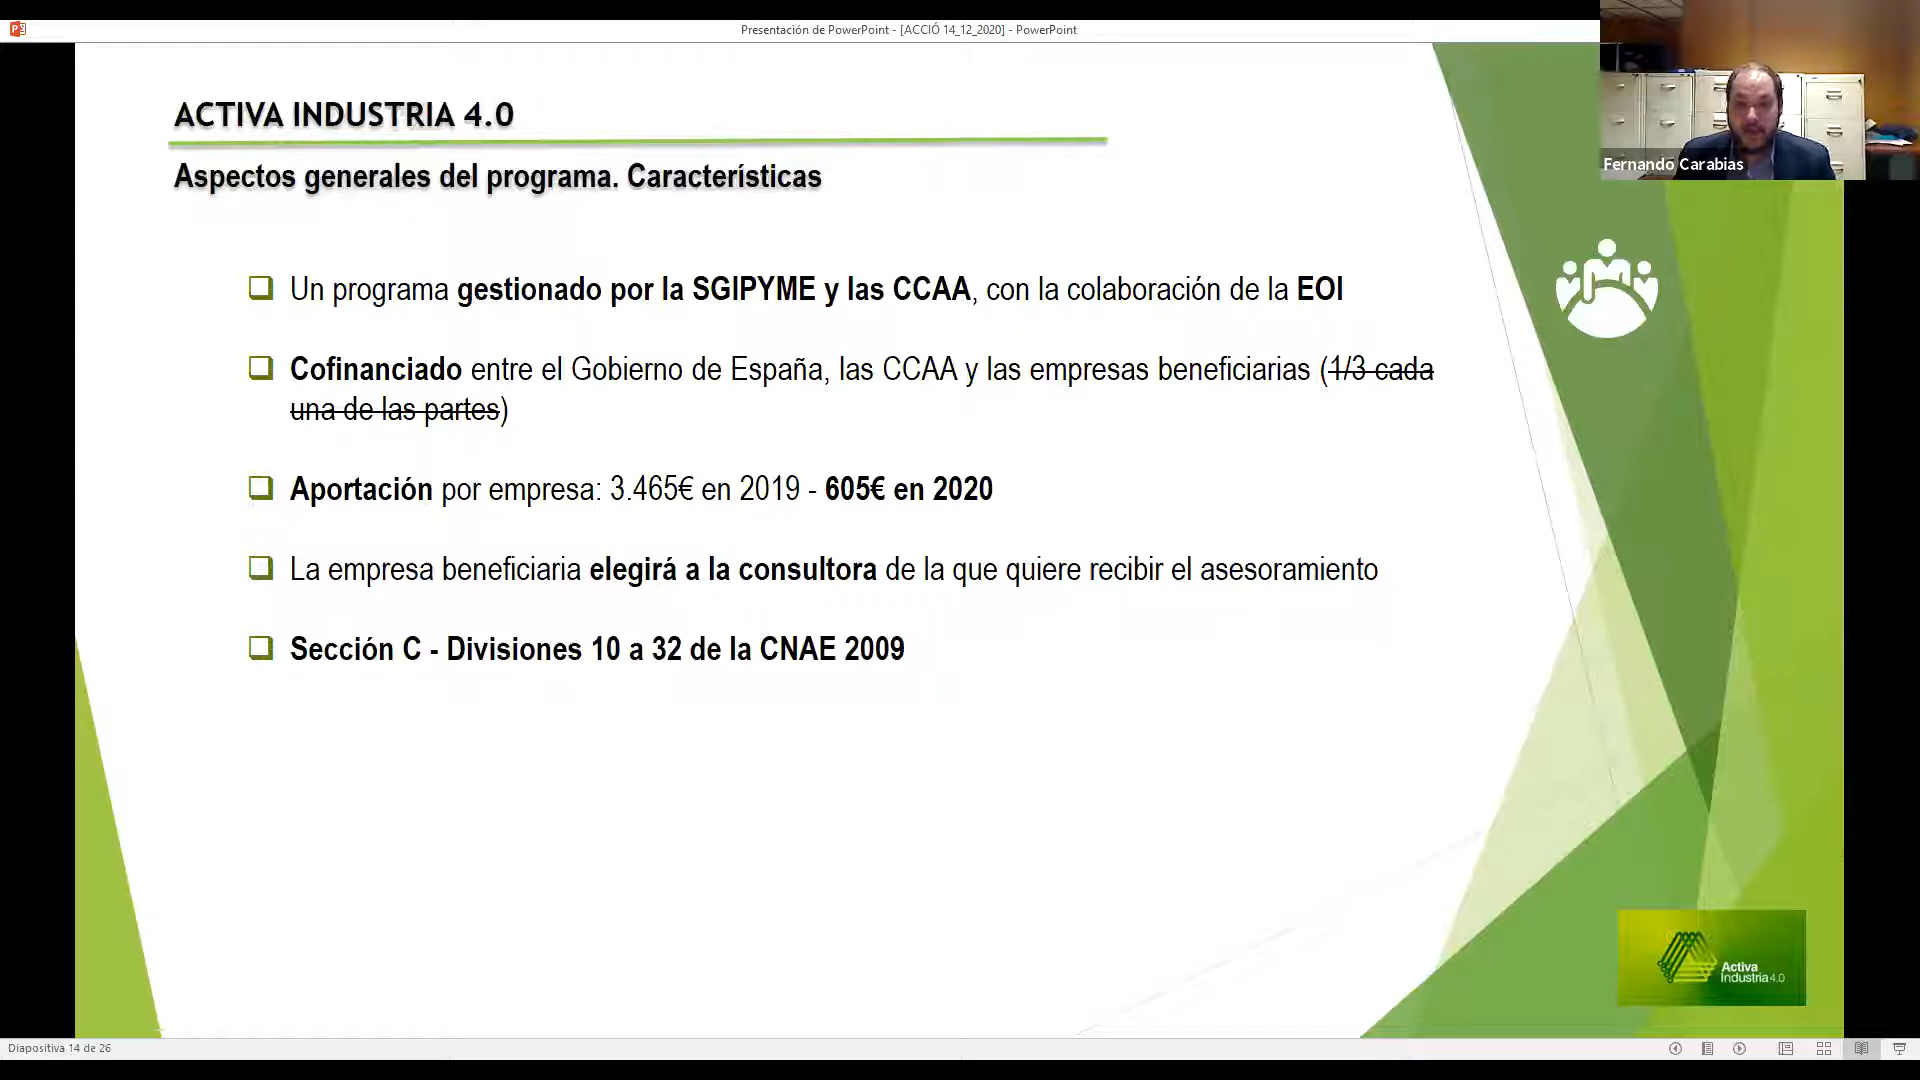 Presentación de PowerPoint - [ACCIÓ 14_12_2020] - PowerPoint
Fernando Carabias
ACTIVA INDUSTRIA 4.0
Aspectos generales del programa. Características
Un programa gestionado por la SGIPYME y las CCAA, con la colaboración de la EOI
Cofinanciado entre el Gobierno de España, las CCAA y las empresas beneficiarias (1/3 cada
una de las partes)
Aportación por empresa: 3.465€ en 2019 - 605€ en 2020
La empresa beneficiaria elegirá a la consultora de la que quiere recibir el asesoramiento
Sección C - Divisiones 10 a 32 de la CNAE 2009
Activa
Industria 4.0
Diapositiva 14 de 26